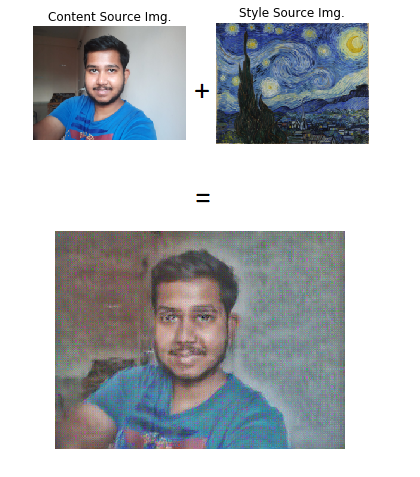 Content Source Img.
Style Source Img.
+
=